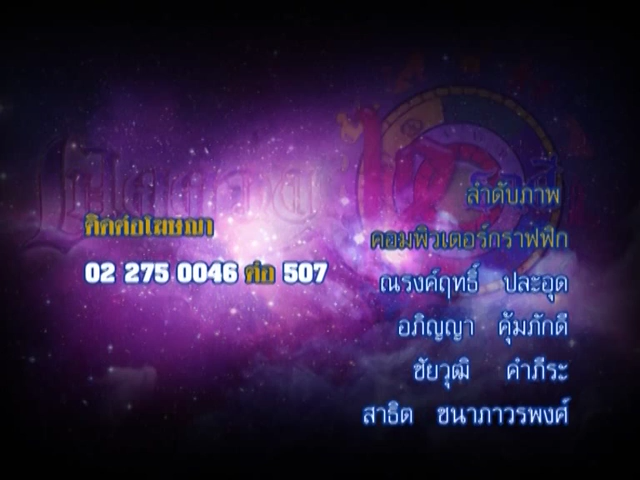 ติดต่อโฆษณา
02 275 0046 ต่อ 507
ลำดับภาพ
คอมพิวเตอร์กราฟฟิก
ณรงค์ฤทธิ์ ปละอุด
อภิญญา คุ้มภักดี
ชัยวุฒิ คำภีระ
สาธิต ชนาภาวรพงศ์